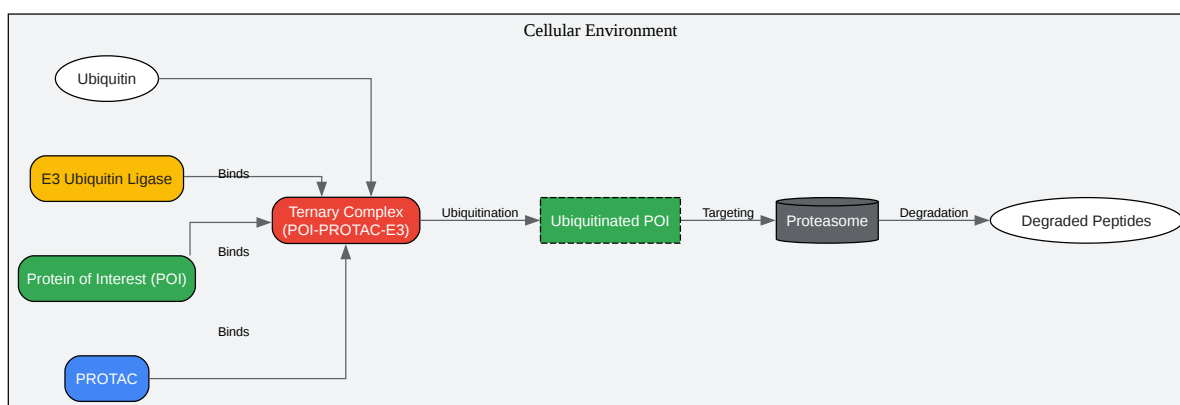 Cellular Environment
Ubiquitin
E3 Ubiquitin Ligase
Binds
Ternary Complex
(POI-PROTAC-E3)
Ubiquitination
Ubiquitinated POI
Targeting
Proteasome
Degradation
Degraded Peptides
Binds
Protein of Interest (POI)
Binds
PROTAC